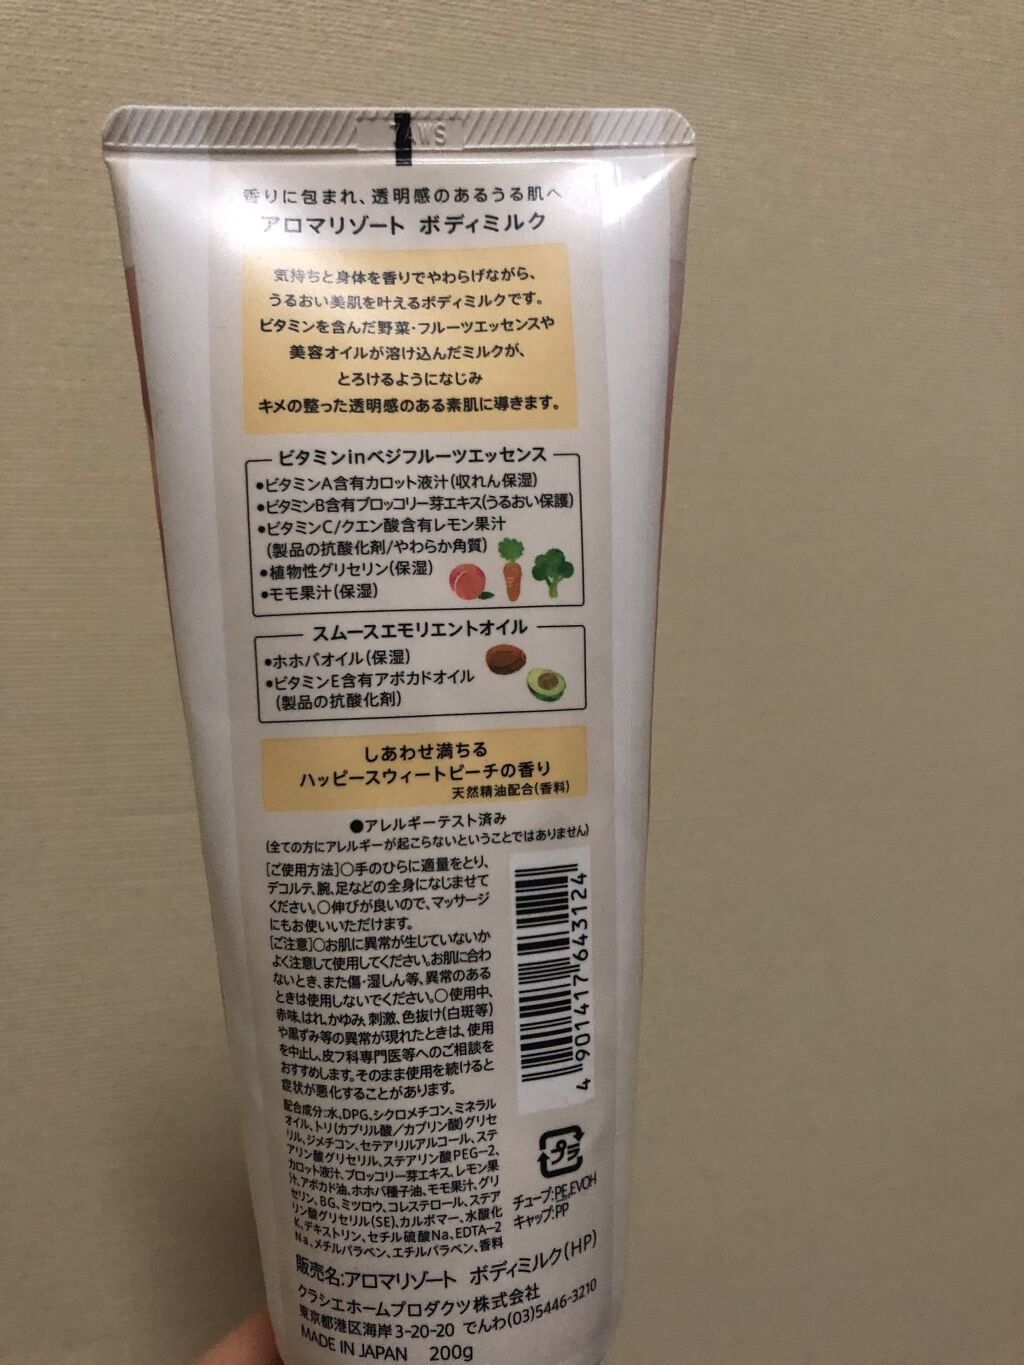 香りに包まれ、透明感のあるうる肌へ
アロマリゾート ボディミルク
気持ちと身体を香りでやわらげながら、
うるおい美肌を叶えるボディミルクです。
ビタミンを含んだ野菜・フルーツエッセンスや
美容オイルが溶け込んだミルクが、
とろけるようになじみ
キメの整った透明感のある素肌に導きます。
ビタミンinベジフルーツエッセンス
●ビタミンA含有カロット液汁(収れん保湿)
●ビタミンB含有ブロッコリー芽エキス(うるおい保護)
●ビタミンC/クエン酸含有レモン果汁
(製品の抗酸化剤/やわらか角質)
●植物性グリセリン(保湿)
●モモ果汁(保湿)
スムースエモリエントオイル
●ホホバオイル(保湿)
●ビタミンE含有アボカドオイル
(製品の抗酸化剤)
しあわせ満ちる
ハッピースウィートピーチの香り
天然精油配合(香料)
●アレルギーテスト済み
(全ての方にアレルギーが起こらないということではありません)
[ご使用方法]○手のひらに適量をとり、
デコルテ、腕、足などの全身になじませて
ください。○伸びが良いので、マッサージ
にもお使いいただけます。
[ご注意]○お肌に異常が生じていないか
よく注意して使用してください。お肌に合わ
ないとき、また傷・湿しん等、異常のある
ときは使用しないでください。○使用中、
赤味、はれ、かゆみ、刺激、色抜け(白斑等)
や黒ずみ等の異常が現れたときは、使用
を中止し、皮フ科専門医等へのご相談を
おすすめします。そのまま使用を続けると
症状が悪化することがあります。
配合成分:水、DPG、シクロメチコン、ミネラル
オイル、トリ(カプリル酸/カプリン酸)グリセ
リル、ジメチコン、セテアリルアルコール、ステ
アリン酸グリセリル、ステアリン酸PEG-2、
カロット液汁、ブロッコリー芽エキス、レモン果
汁、アボカド油、ホホバ種子油、モモ果汁、グリ
セリン、BG、ミツロウ、コレステロール、ステア
リン酸グリセリル(SE)、カルボマー、水酸化
K、デキストリン、セチル硫酸Na、EDTA-2
Na、メチルパラベン、エチルパラベン、香料
4 901417 643124
プラ
チューブ:PE,EVOH
キャップ:PP
販売名:アロマリゾート ボディミルク(HP)
クラシエホームプロダクツ株式会社
東京都港区海岸3-20-20 でんわ(03)5446-3210
MADE IN JAPAN 200g